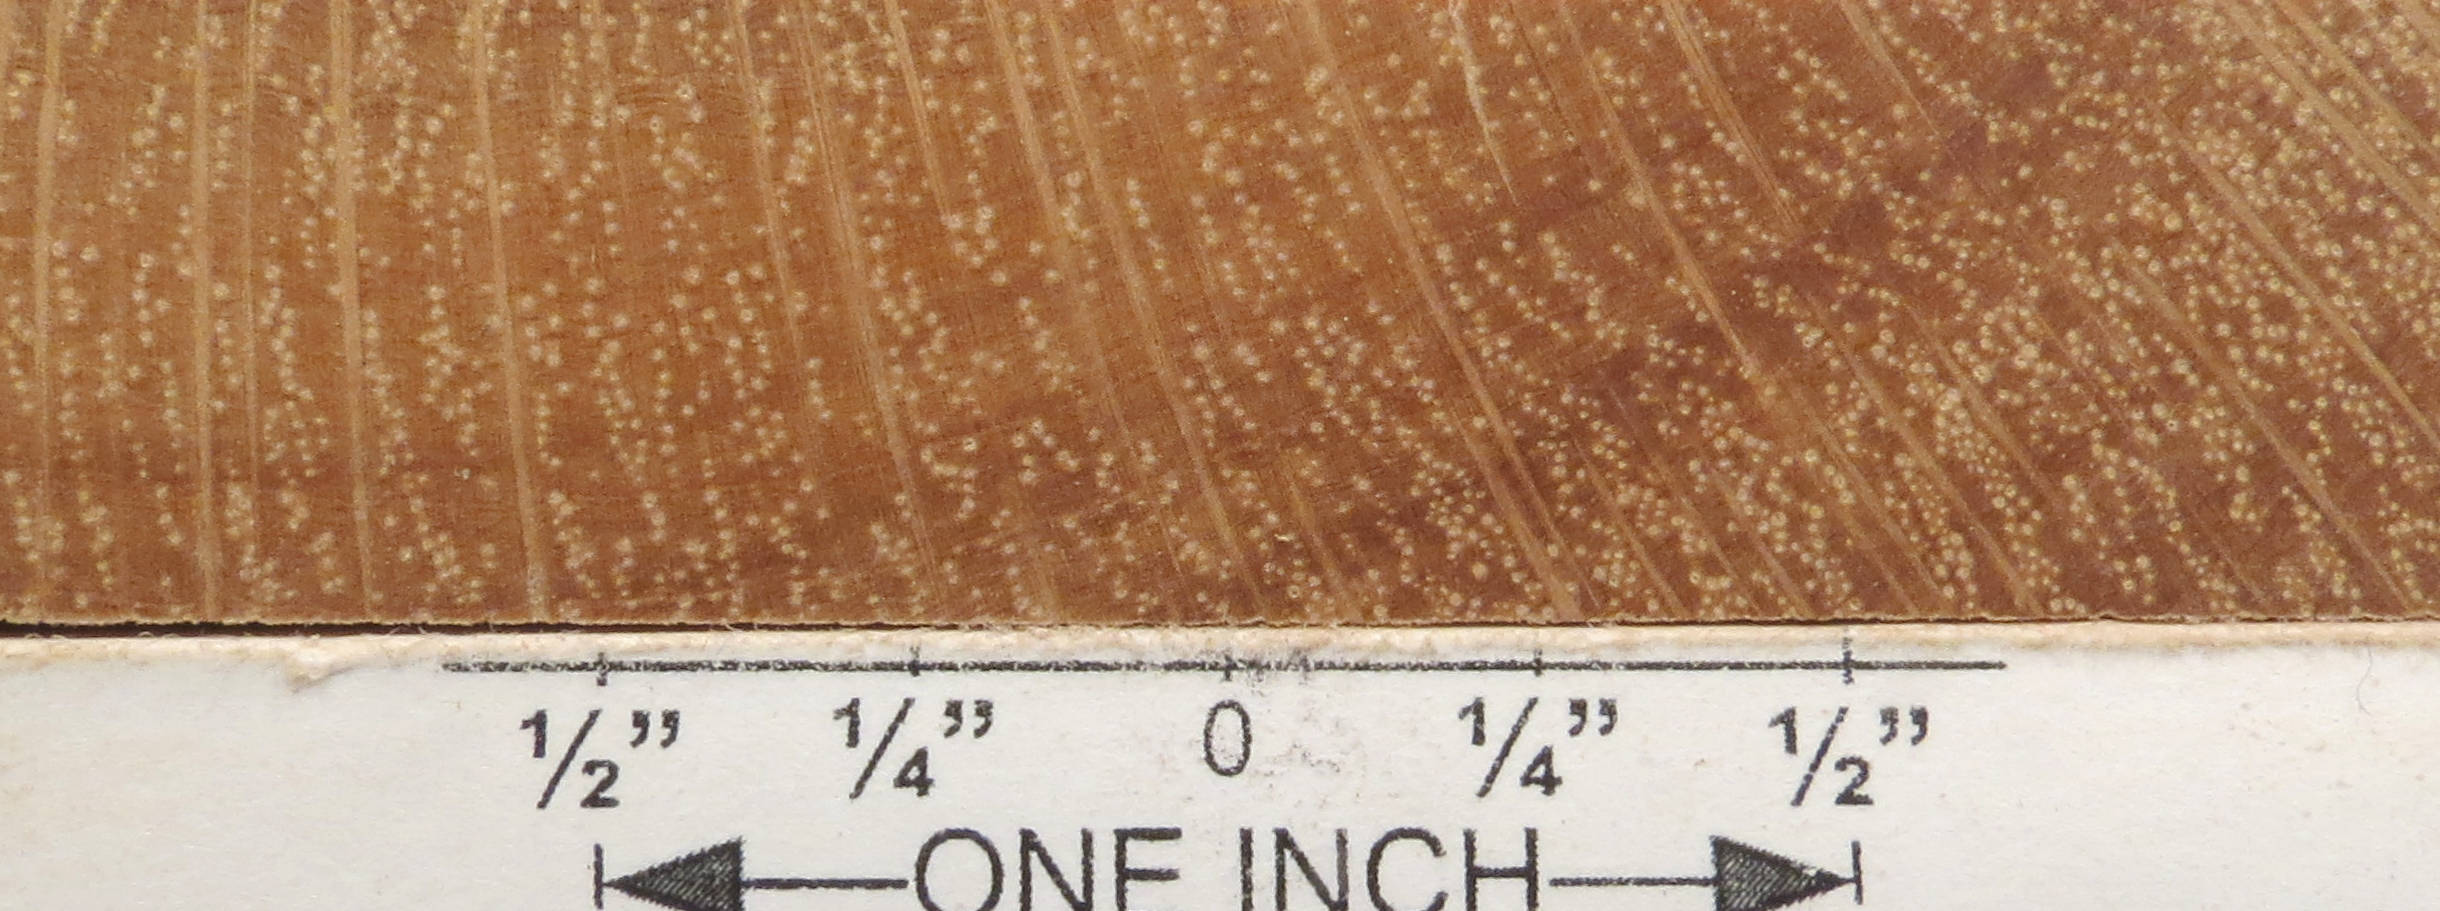 1/2” 1/4” 0 1/4” 1/2”
ONE INCH